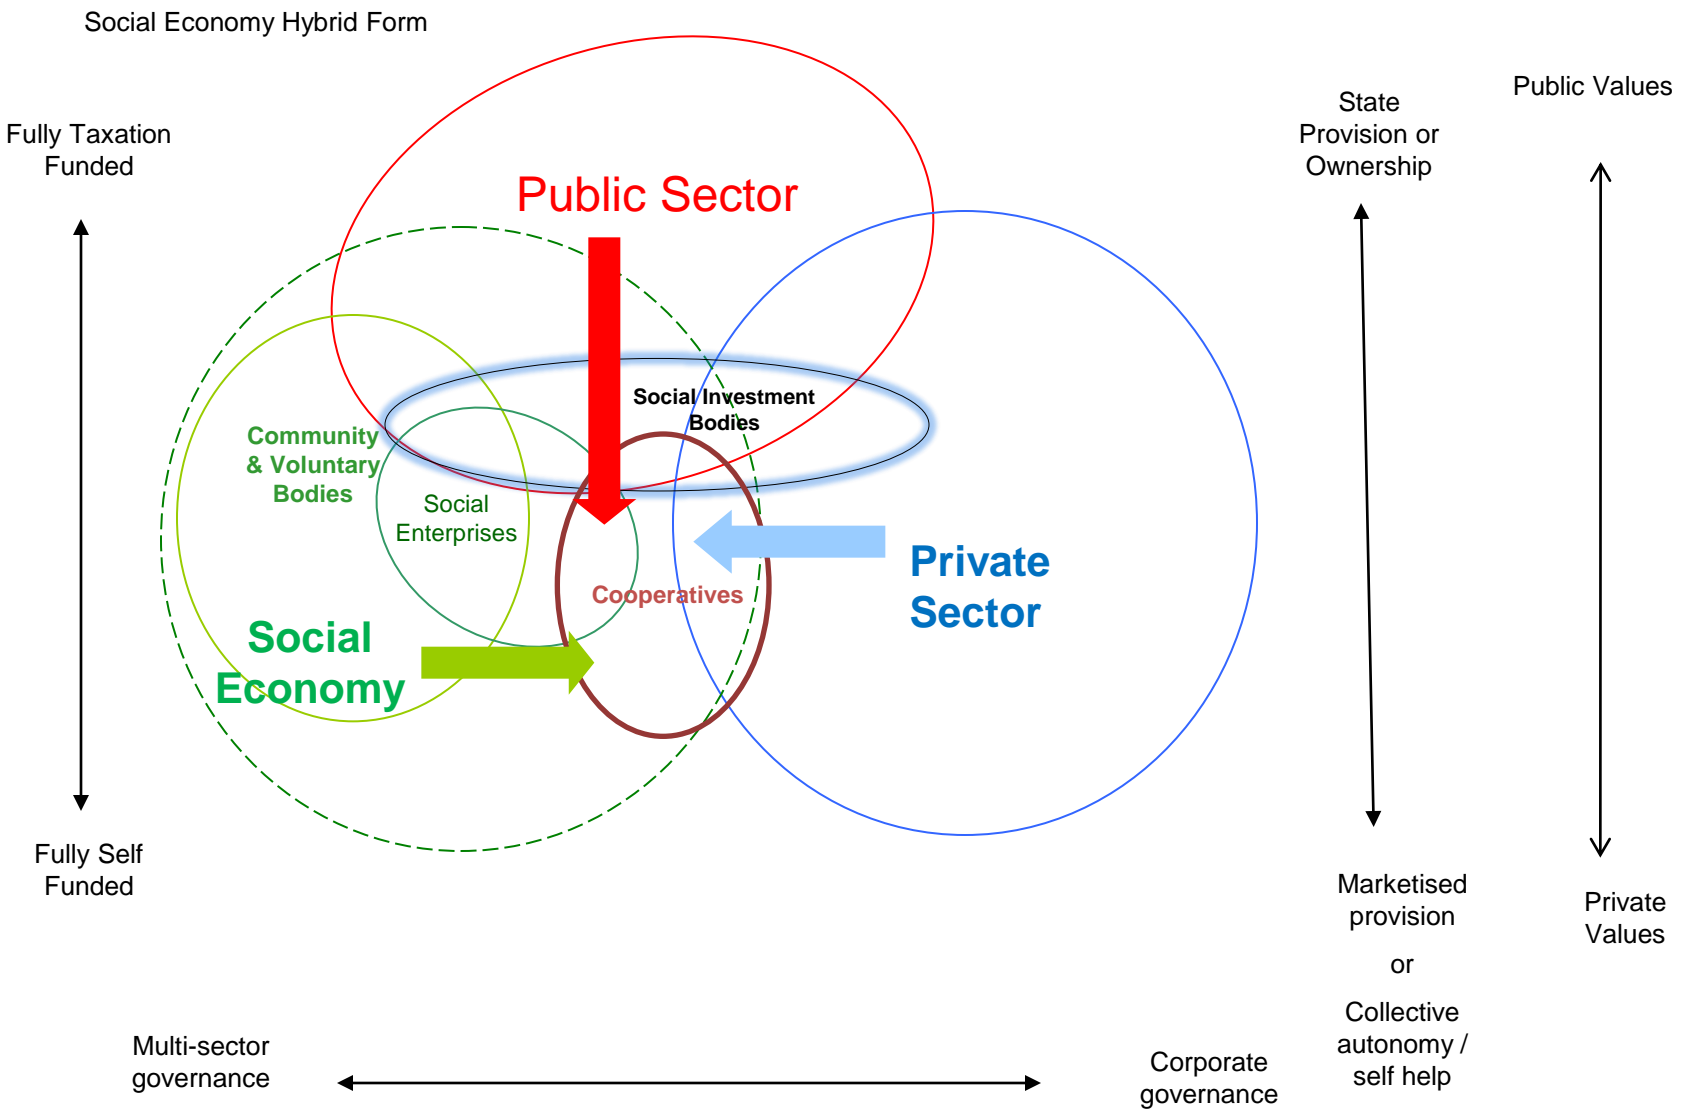 Social Economy Hybrid Form
Public Values
State
Provision or
Ownership
Fully Taxation
Funded
Public Sector
Social Investment
Bodies
Community
& Voluntary
Bodies
Social
Enterprises
Private
Sector
Cooperatives
Social
Economy
Fully Self
Funded
Marketised
provision
or
Collective
autonomy /
self help
Private
Values
Multi-sector
governance
Corporate
governance